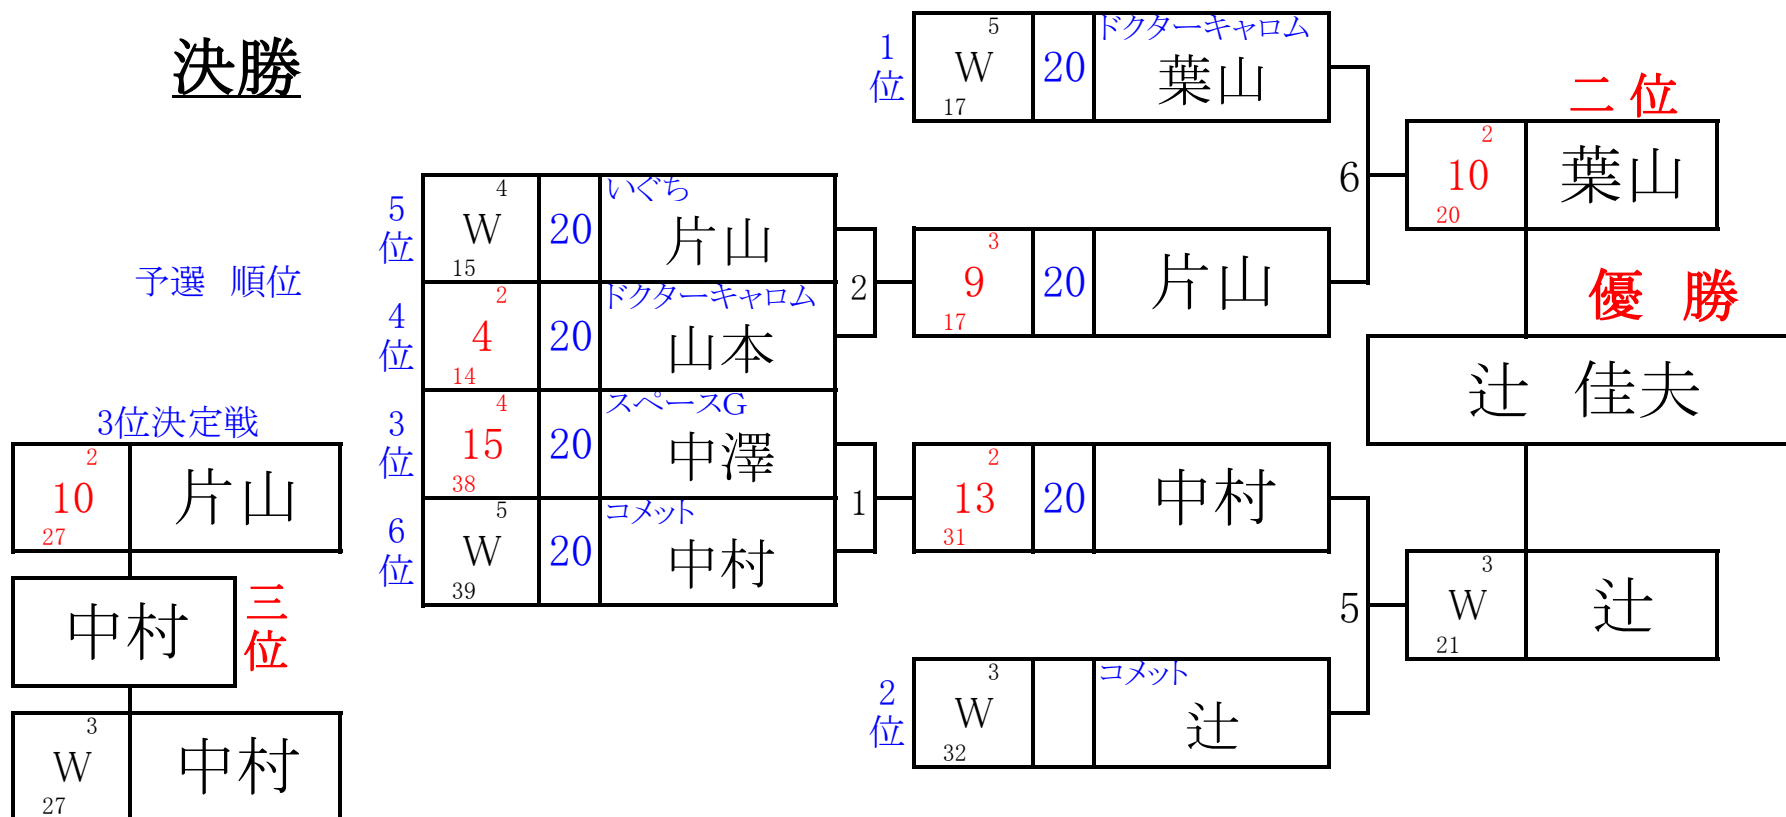 決勝
1位
5
W
17
20
ドクターキャロム
葉山
二 位
2
10
20
葉山
6
5位
4
W
15
20
いぐち
片山
2
3
9
17
20
片山
予選 順位
4位
2
4
14
20
ドクターキャロム
山本
優 勝
辻 佳夫
3位決定戦
2
10
27
片山
3位
4
15
38
20
スペースG
中澤
1
2
13
31
20
中村
6位
5
W
39
20
コメット
中村
中村
三位
5
3
W
21
辻
2位
3
W
32
コメット
辻
3
W
27
中村